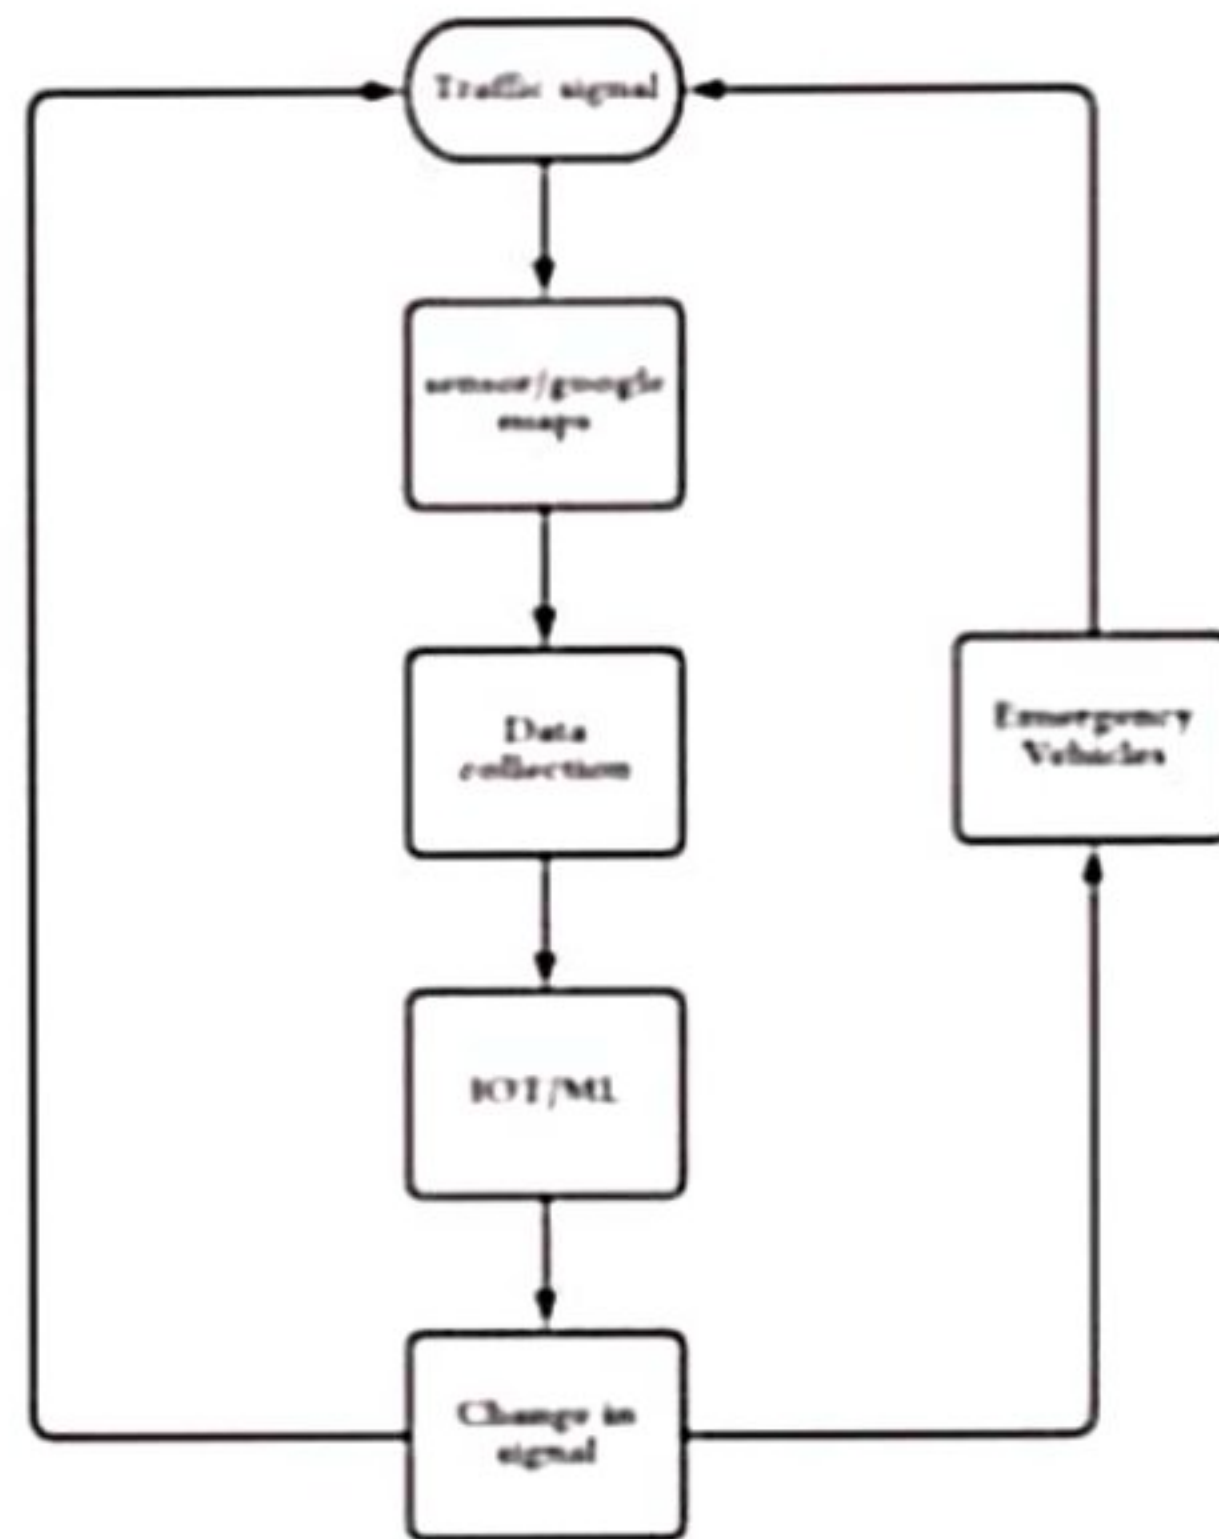 Traffic signal
sensor/google
maps
Data
collection
IOT/ML
Emergency
Vehicles
Change in
signal